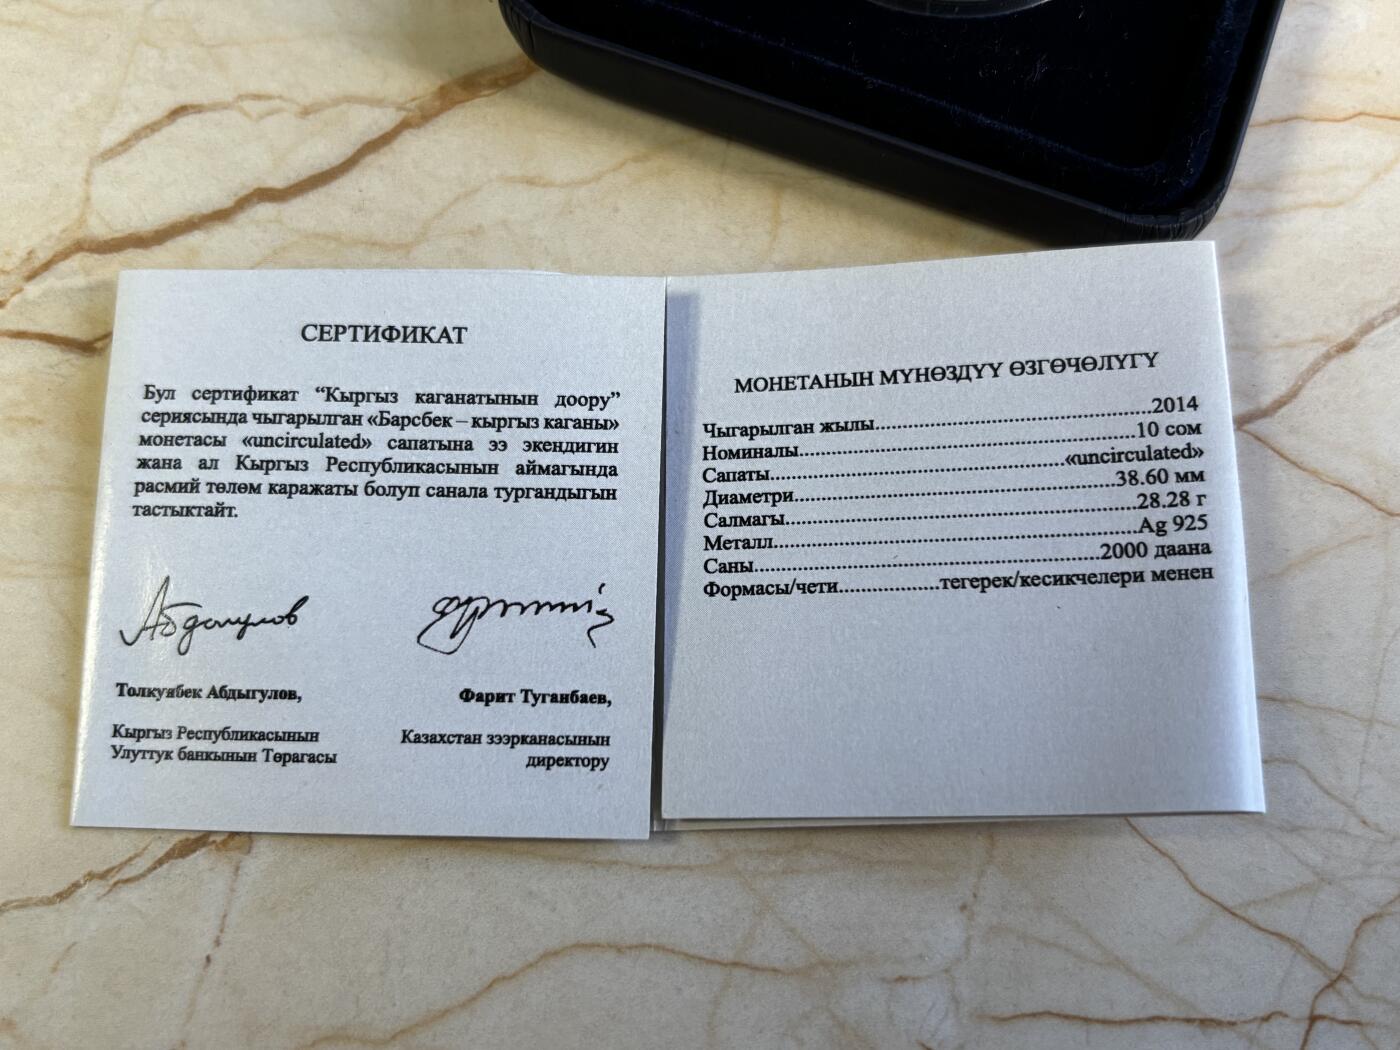 СЕРТИФИКАТ
Бул сертификат “Кыргыз каганатынын доору”
сериясында чыгарылган «Барсбек – кыргыз каганы»
монетасы «uncirculated» сапатына ээ экендигин
жана ал Кыргыз Республикасынын аймагында
расмий төлөм каражаты болуп санала тургандыгын
тастыктайт.
Абдыгулов
Толкунбек Абдыгулов,
Кыргыз Республикасынын
Улуттук банкынын Төрагасы
Фарит Туганбаев,
Казахстан зээрканасынын
директору
МОНЕТАНЫН МҮНӨЗДҮҮ ӨЗГӨЧӨЛҮГҮ
Чыгарылган жылы......................................................2014
Номиналы.................................................................10 сом
Сапаты..........................................................«uncirculated»
Диаметри...............................................................38.60 мм
Салмагы....................................................................28.28 г
Металл.....................................................................Ag 925
Саны..................................................................2000 даана
Формасы/чети...................тегерек/кесикчелери менен